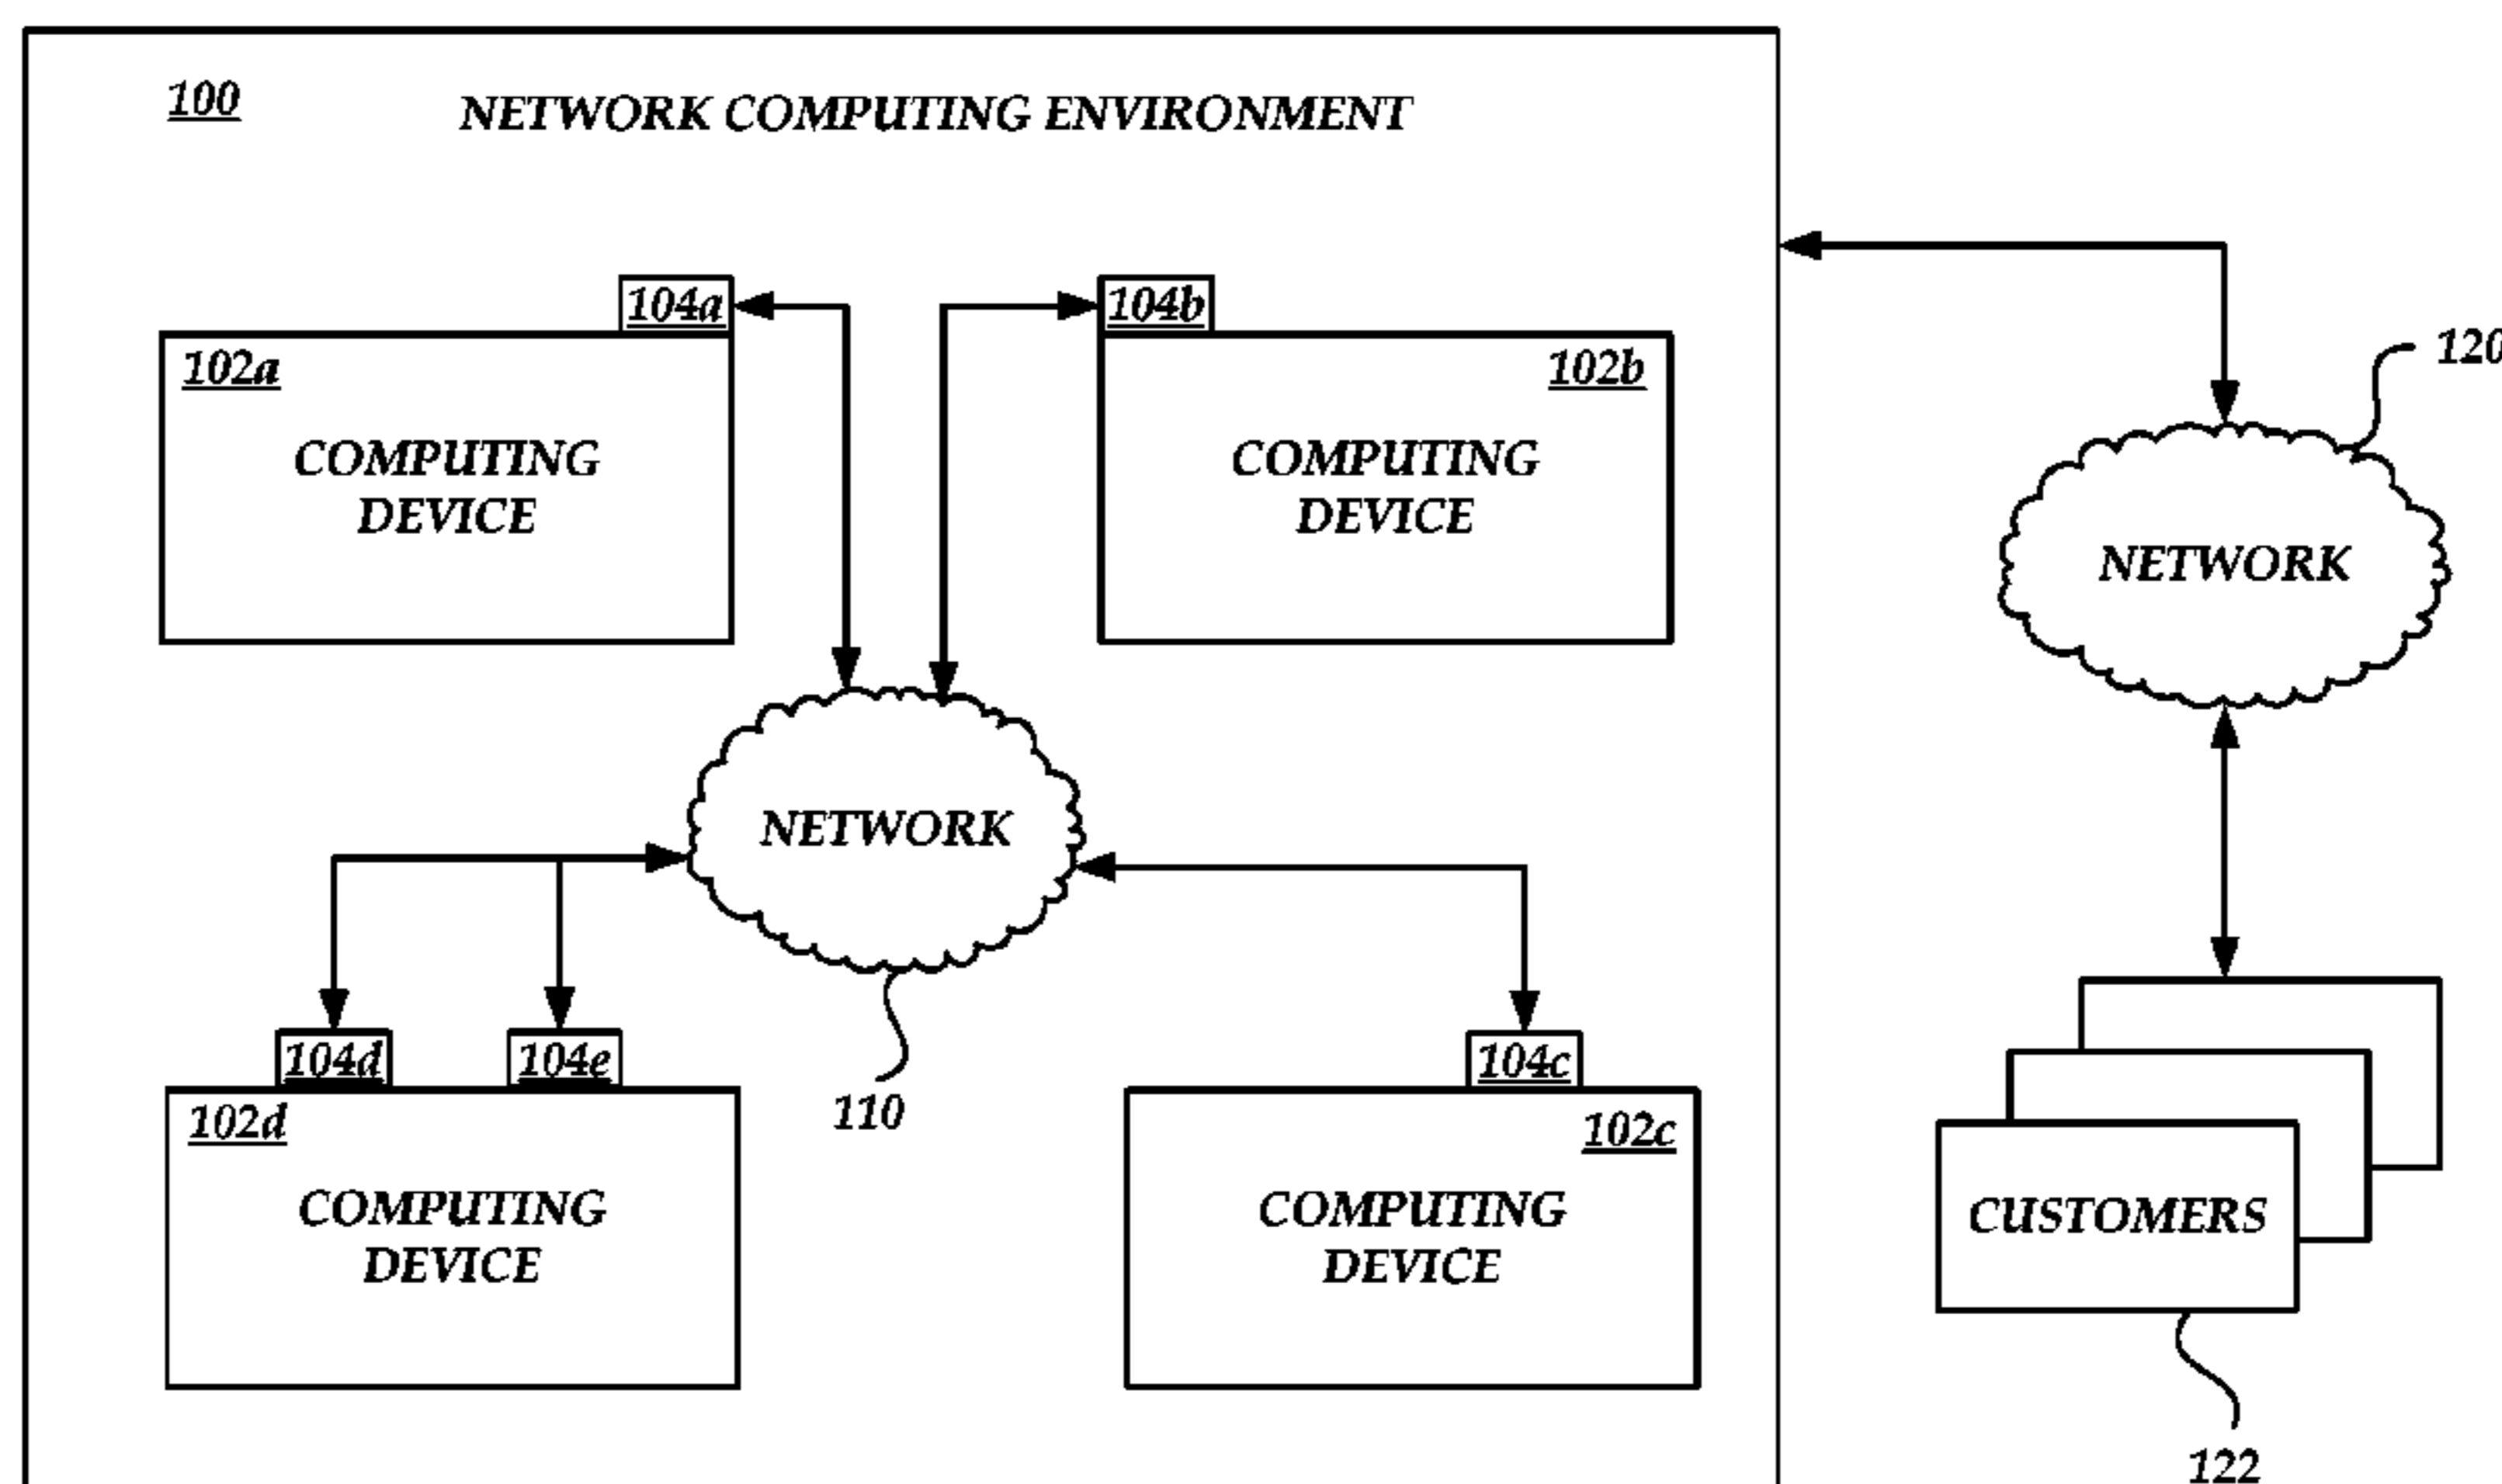 100
NETWORK COMPUTING ENVIRONMENT
104a
104b
102a
102b
120
COMPUTING
DEVICE
COMPUTING
DEVICE
NETWORK
NETWORK
104d
104e
104c
102d
110
102c
COMPUTING
DEVICE
COMPUTING
DEVICE
CUSTOMERS
122